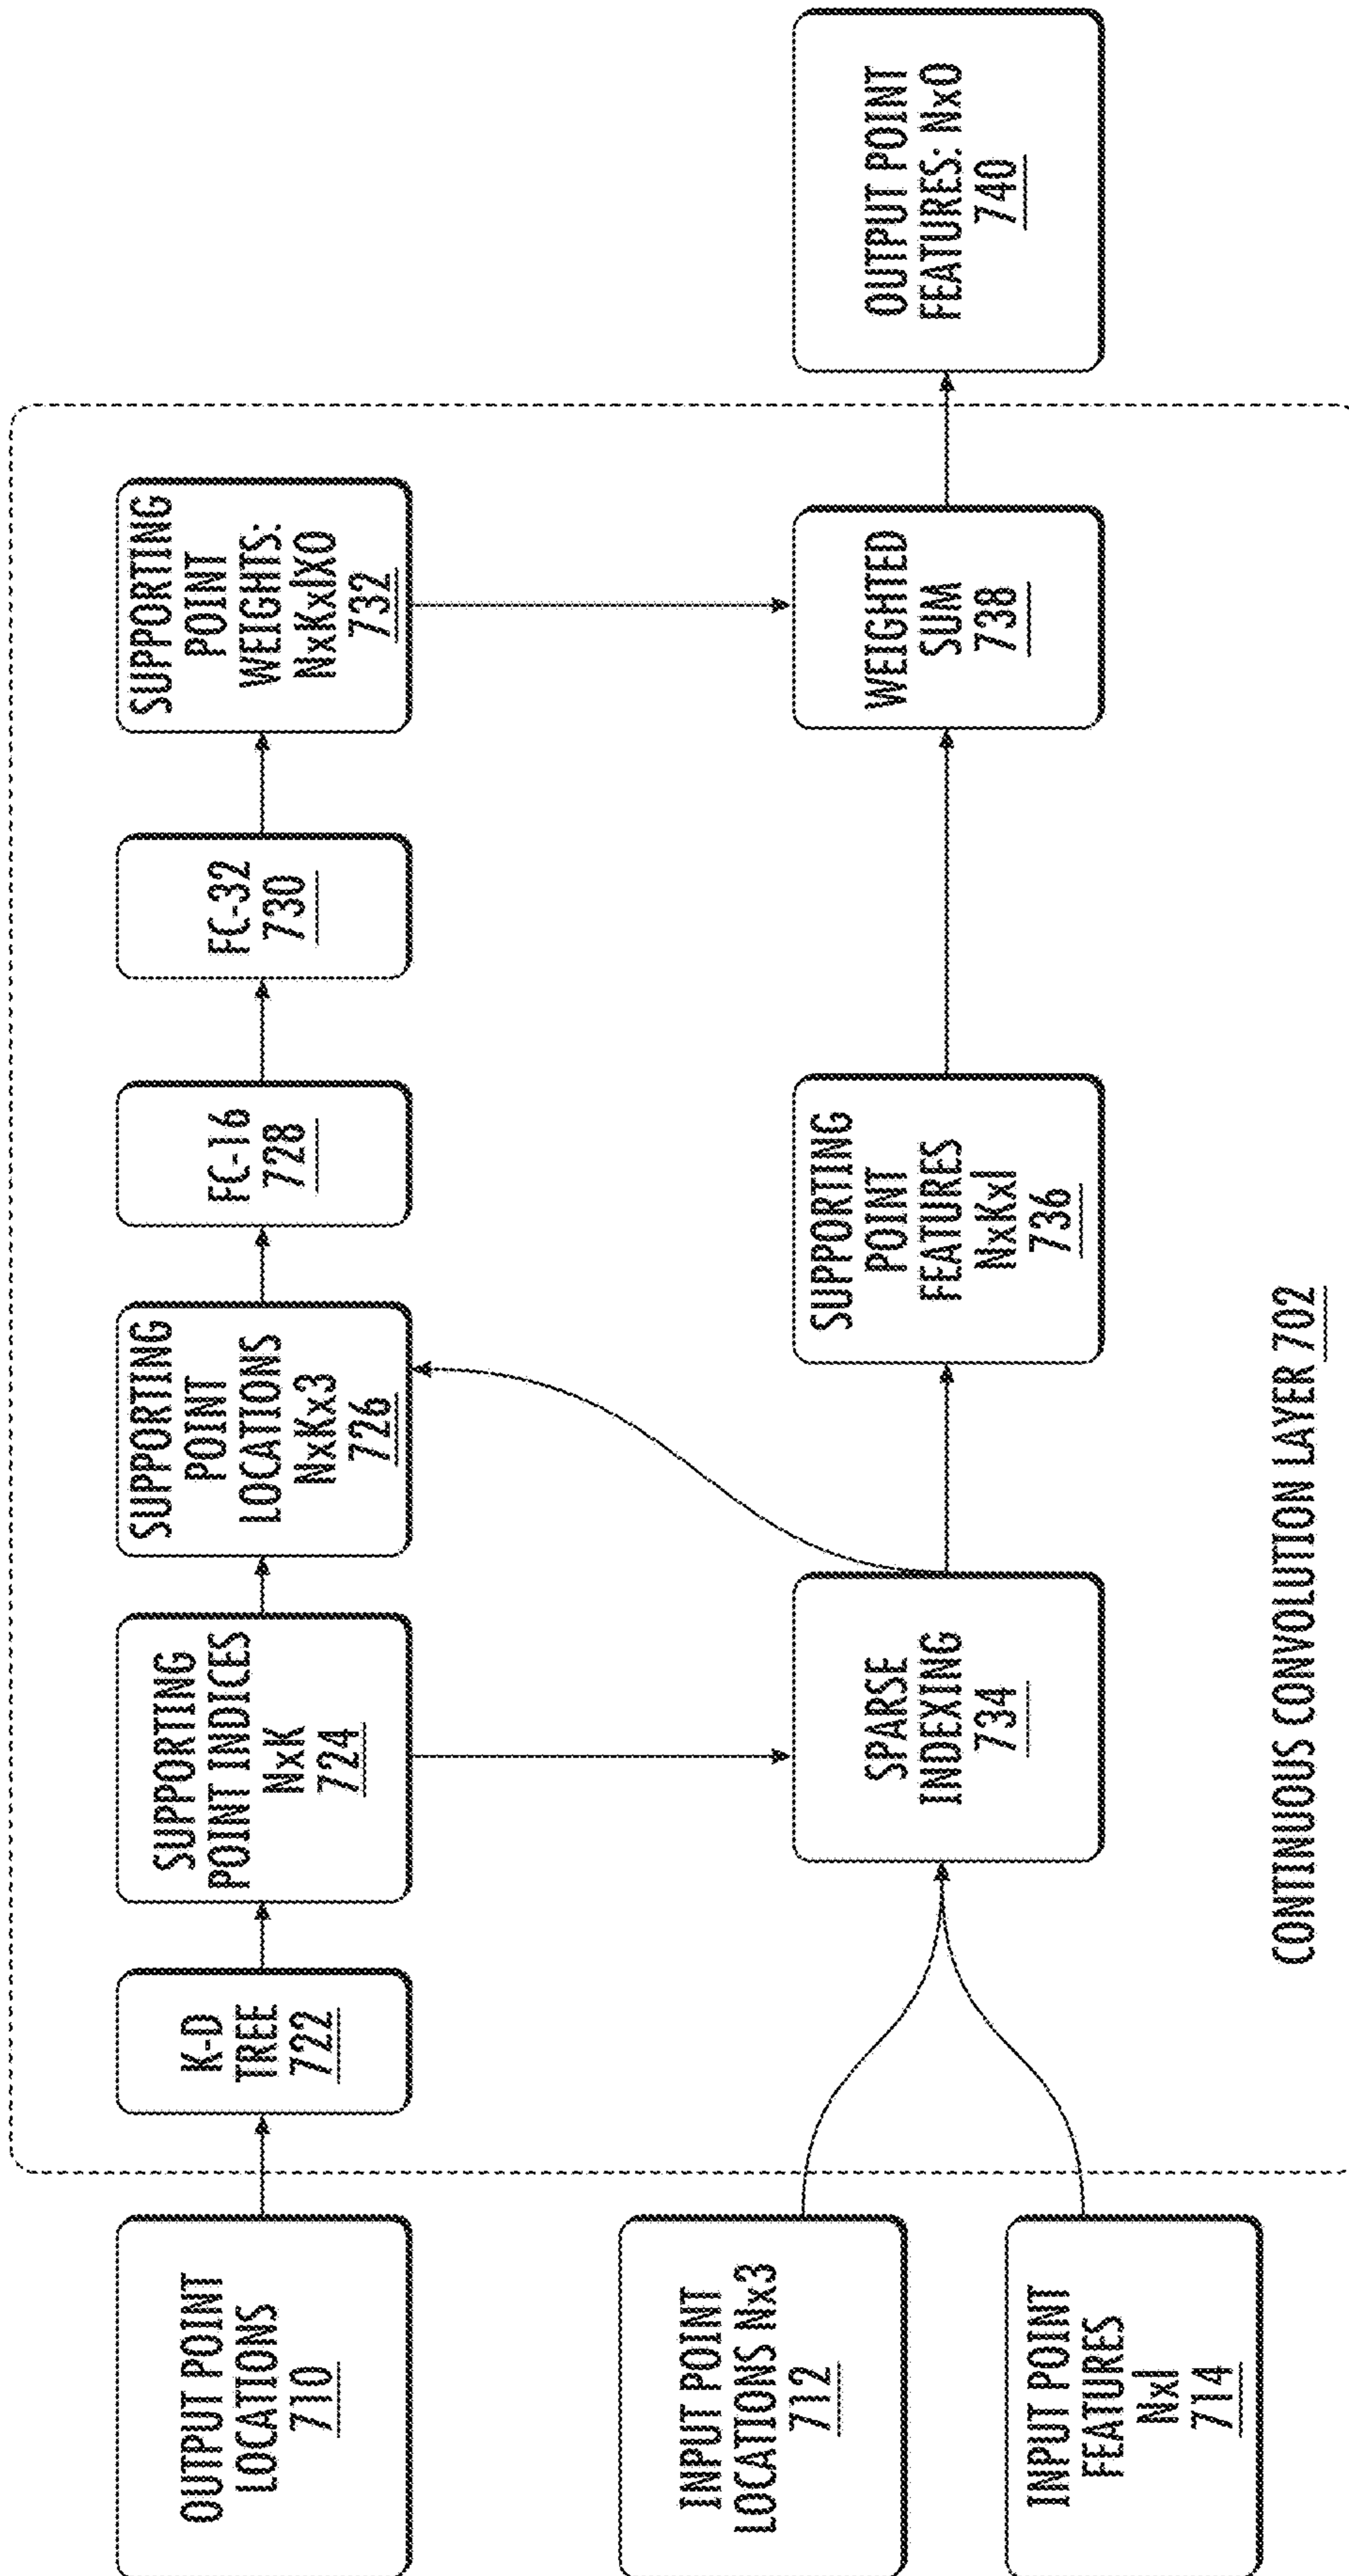 OUTPUT POINT
LOCATIONS
710
K-D
TREE
722
SUPPORTING
POINT INDICES
NxK
724
SUPPORTING
POINT
LOCATIONS
NxKx3
726
FC-16
728
FC-32
730
SUPPORTING
POINT
WEIGHTS:
NxKxIXO
732
INPUT POINT
LOCATIONS Nx3
712
INPUT POINT
FEATURES
NxI
714
SPARSE
INDEXING
734
SUPPORTING
POINT
FEATURES
NxKxI
736
WEIGHTED
SUM
738
OUTPUT POINT
FEATURES: NxO
740
CONTINUOUS CONVOLUTION LAYER 702